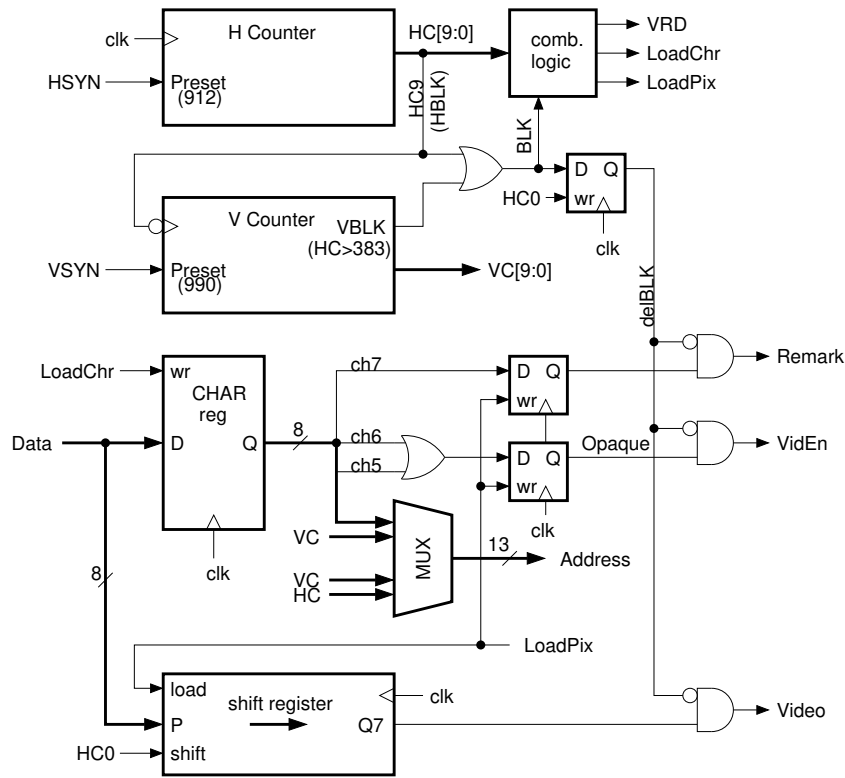 clk
H Counter
HSYN
Preset
(912)
HC[9:0]
HC9
(HBLK)
comb.
logic
VRD
LoadChr
LoadPix
BLK
D Q
HC0
wr
clk
V Counter
VBLK
(HC>383)
VSYN
Preset
(990)
VC[9:0]
delBLK
LoadChr
wr
CHAR
reg
Data
D Q
clk
8
ch7
ch6
ch5
D Q
wr
D Q
wr
clk
Opaque
Remark
VidEn
VC
VC
HC
MUX
13
Address
8
LoadPix
load
shift register
clk
P
Q7
HC0
shift
Video